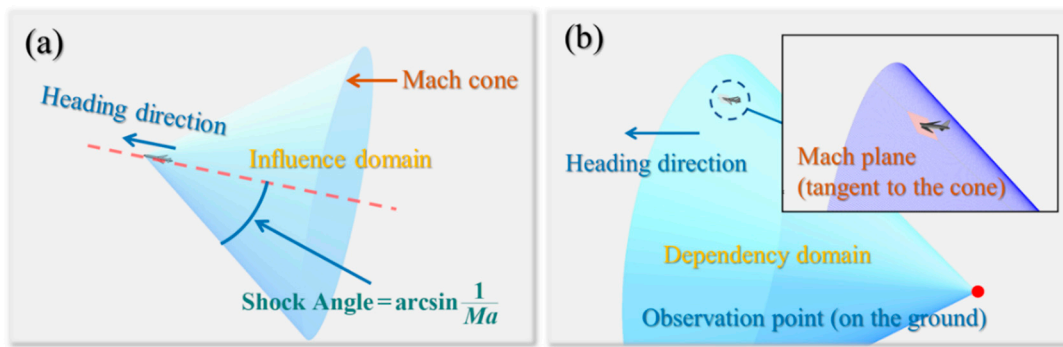 (a)
Mach cone
Heading direction
Influence domain
Shock Angle=arcsin 1/Ma
(b)
Heading direction
Mach plane
(tangent to the cone)
Dependency domain
Observation point (on the ground)